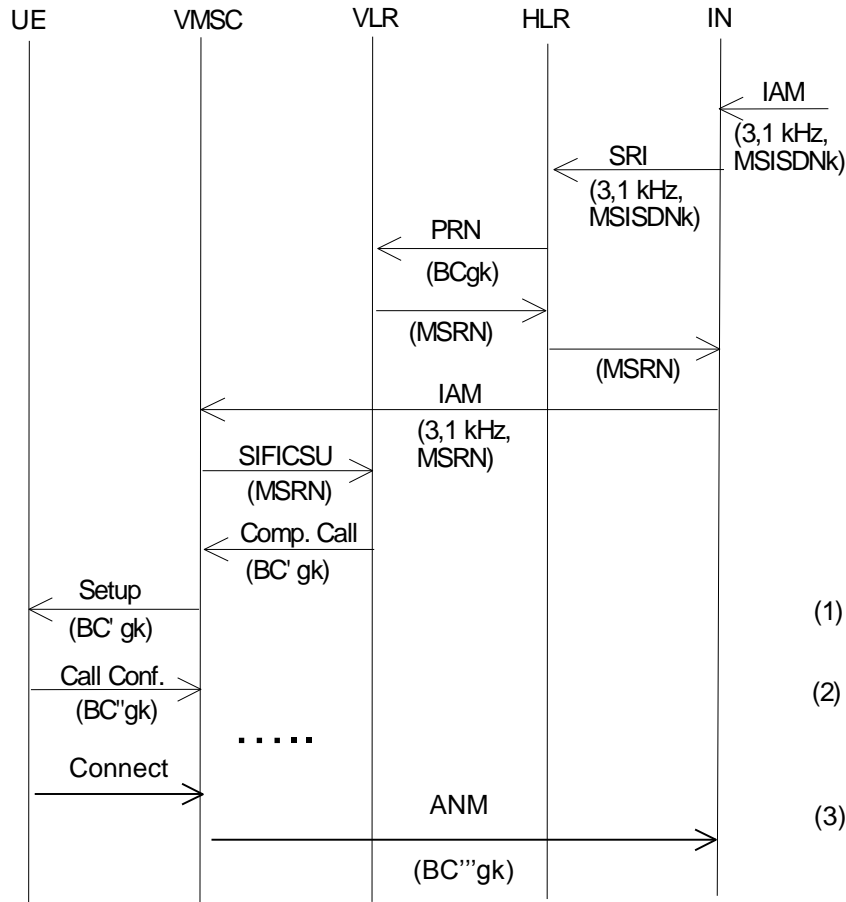 UE VMSC VLR HLR IN
IAM
(3,1 kHz,
MSISDNk)
SRI
(3,1 kHz,
MSISDNk)
PRN
(BCgk)
(MSRN)
(MSRN)
IAM
(3,1 kHz,
MSRN)
SIFICSU
(MSRN)
Comp. Call
(BC' gk)
Setup
(BC' gk)
(1)
Call Conf.
(BC''gk)
(2)
.....
Connect
ANM
(3)
(BC'''gk)